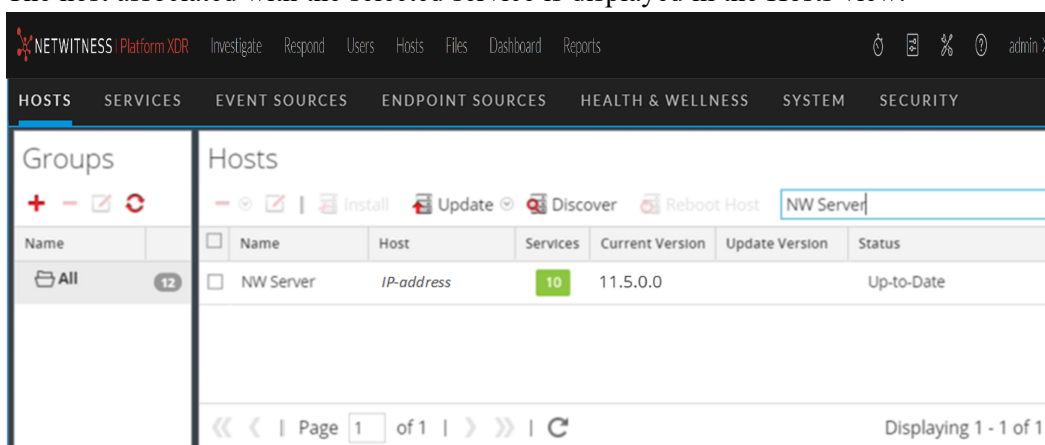 The host associated with the selected service is displayed in the Hosts view.
NETWITNESS | Platform XDR Investigate Respond Users Hosts Files Dashboard Reports admin
HOSTS SERVICES EVENT SOURCES ENDPOINT SOURCES HEALTH & WELLNESS SYSTEM SECURITY
Groups
Hosts
Install Update Discover Reboot Host NW Server
Name
Name Host Services Current Version Update Version Status
All 12
NW Server IP-address 10 11.5.0.0 Up-to-Date
Page 1 of 1 Displaying 1 - 1 of 1